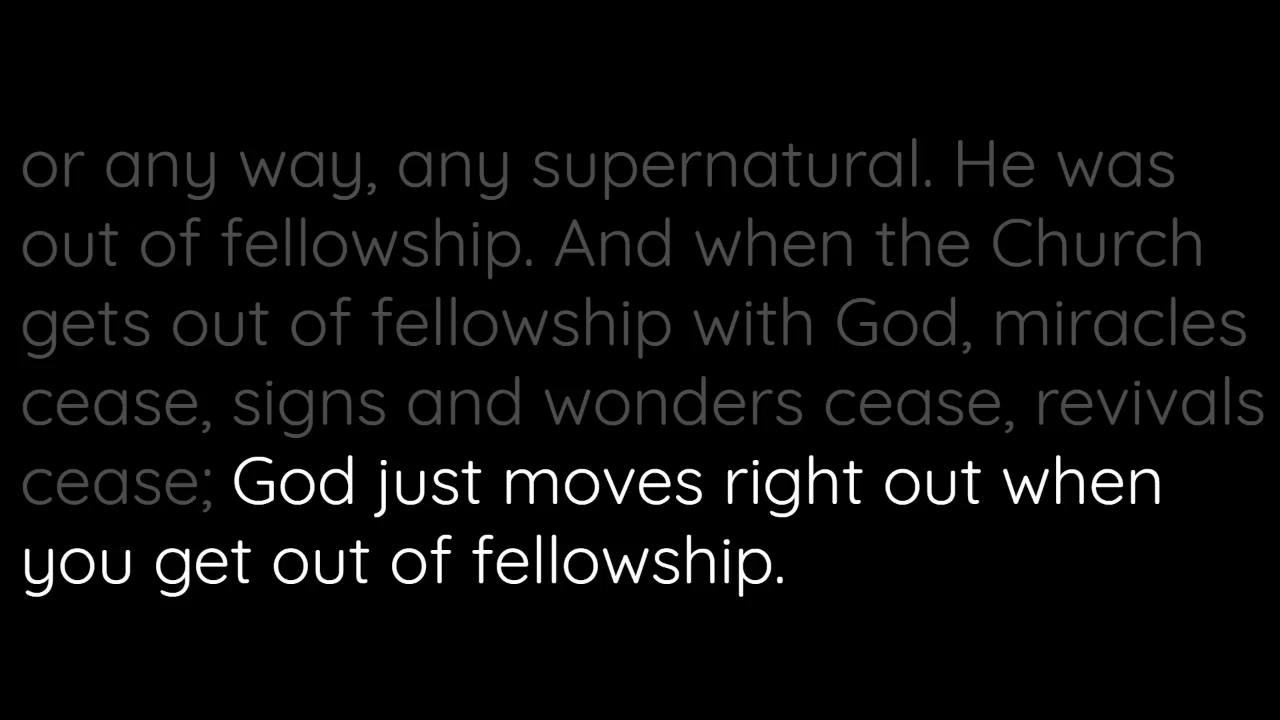 or any way, any supernatural. He was
out of fellowship. And when the Church
gets out of fellowship with God, miracles
cease, signs and wonders cease, revivals
cease; God just moves right out when
you get out of fellowship.